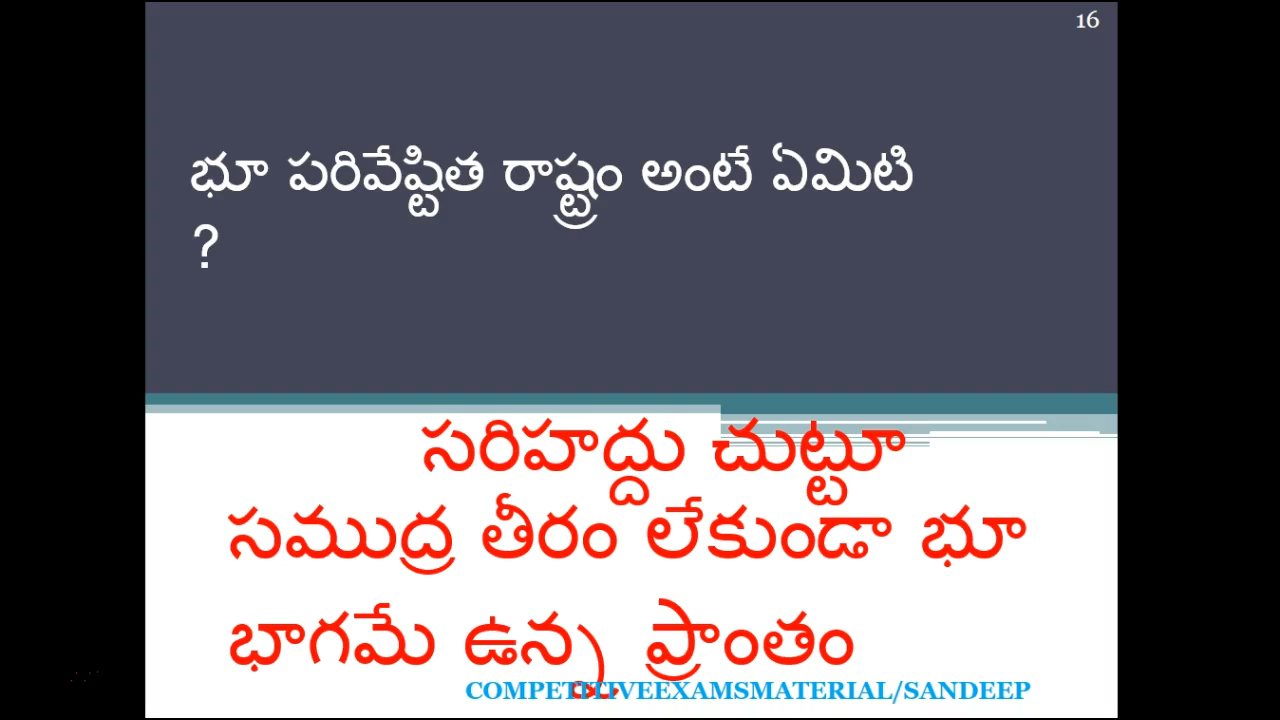 16
భూ పరివేష్టిత రాష్ట్రం అంటే ఏమిటి
?
సరిహద్దు చుట్టూ
సముద్ర తీరం లేకుండా భూ
భాగమే ఉన్న ప్రాంతం
COMPETITIVEEXAMSMATERIAL/SANDEEP